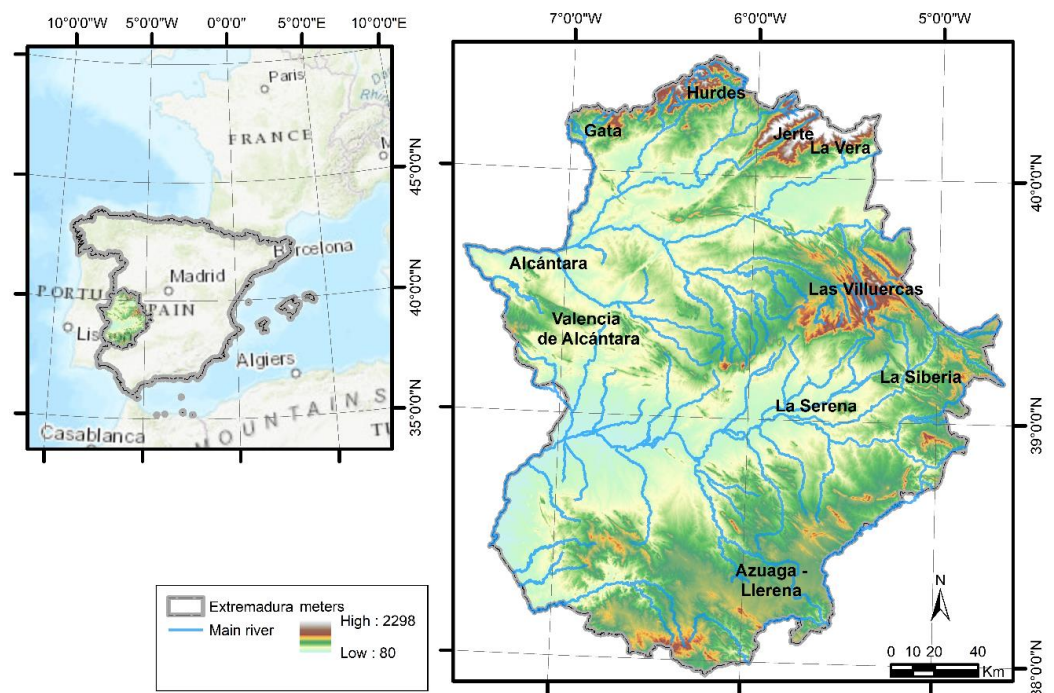 10°0'0"W 5°0'0"W 0°0'0" 5°0'0"E 10°0'0"E
Paris
FRANCE
Barcelona
Madrid
PORTU
SPAIN
Algiers
Casablanca
MOUNTAIN S
45°0'0"N
40°0'0"N
35°0'0"N
7°0'0"W 6°0'0"W 5°0'0"W
Hurdes
Gata
Jerte
La Vera
Alcántara
Las Villuercas
Valencia
de Alcántara
La Siberia
La Serena
Azuaga -
Llerena
40°0'0"N
39°0'0"N
38°0'0"N
N
0 10 20 40
Km
Extremadura meters
Main river
High : 2298
Low : 80